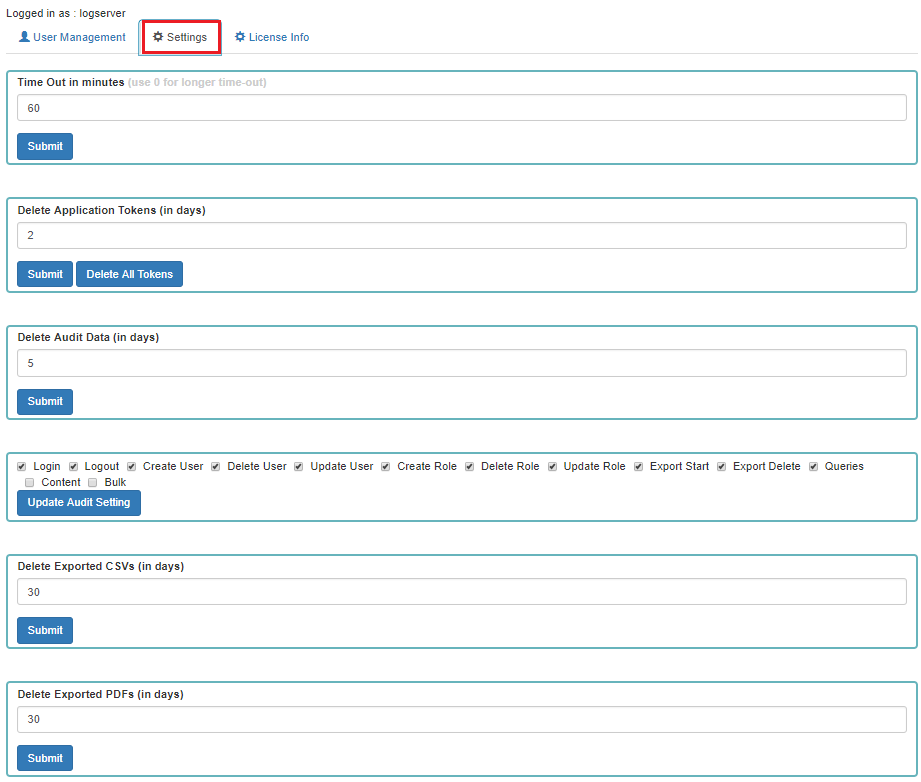 Logged in as : logserver
User Management Settings License Info
Time Out in minutes (use 0 for longer time-out)
60
Submit
Delete Application Tokens (in days)
2
Submit Delete All Tokens
Delete Audit Data (in days)
5
Submit
Login Logout Create User Delete User Update User Create Role Delete Role Update Role Export Start Export Delete Queries
Content Bulk
Update Audit Setting
Delete Exported CSVs (in days)
30
Submit
Delete Exported PDFs (in days)
30
Submit